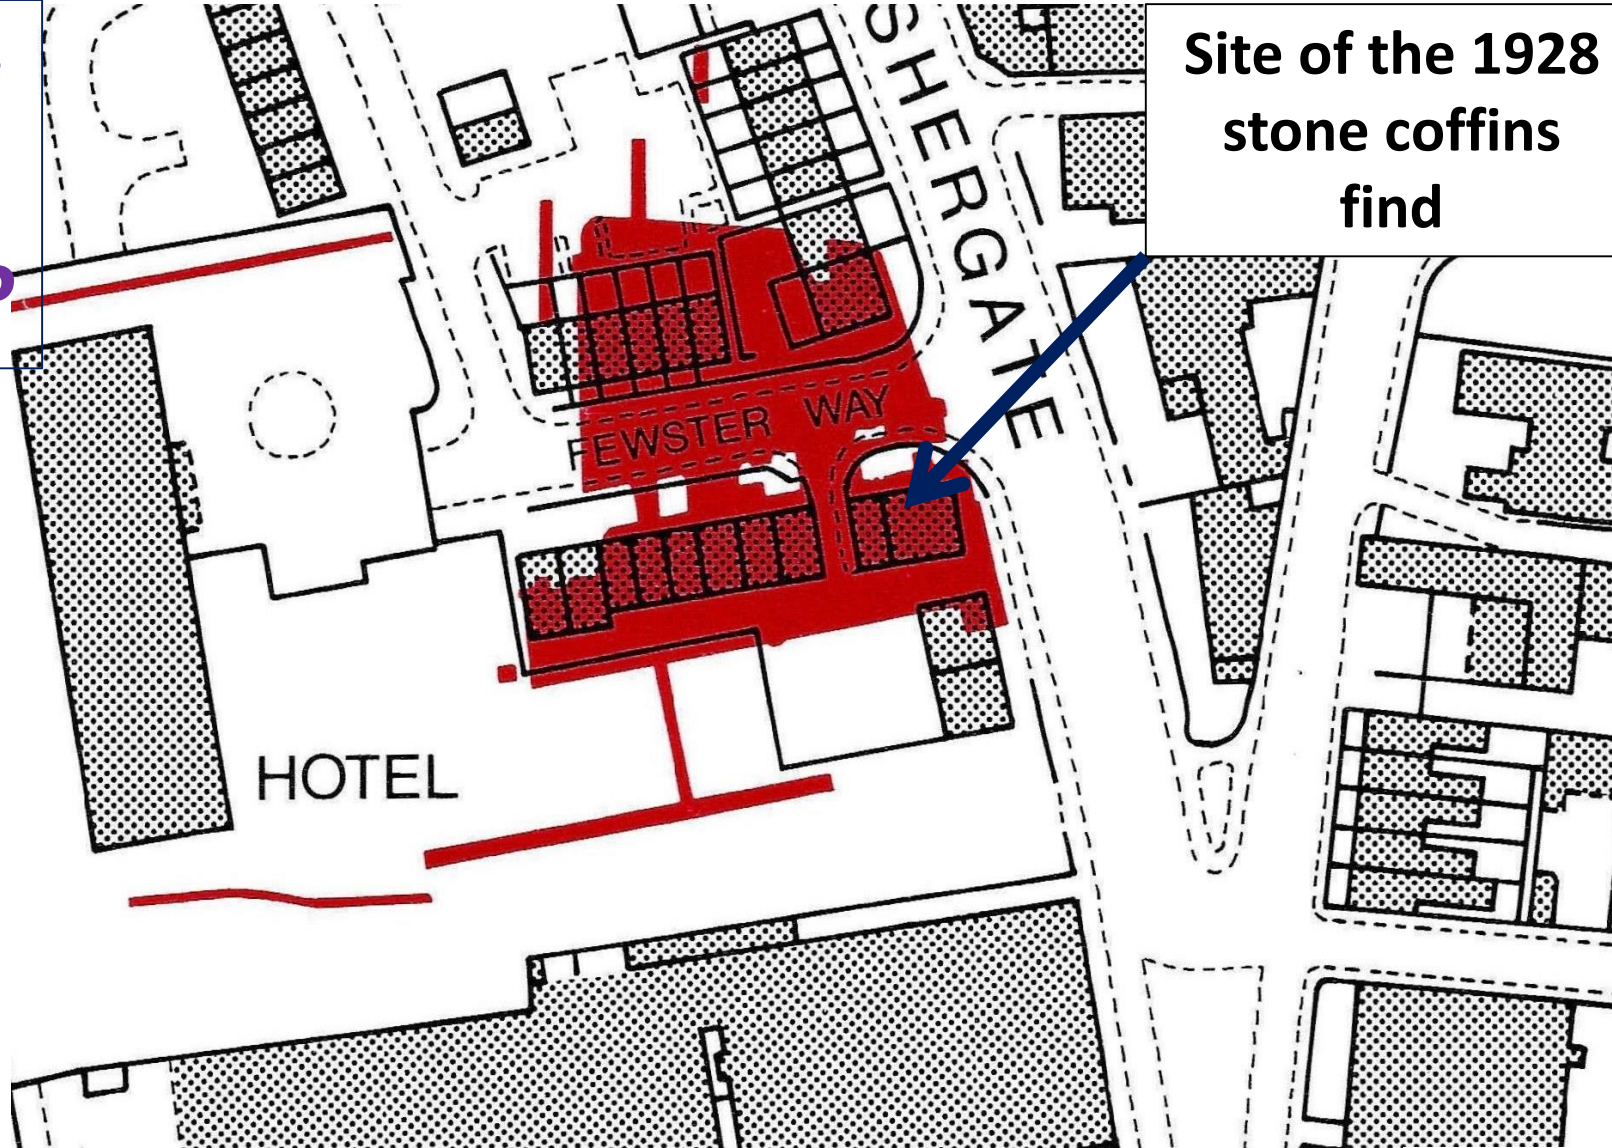 Site of the 1928
stone coffins
find
SHERGATE
FEWSTER WAY
HOTEL